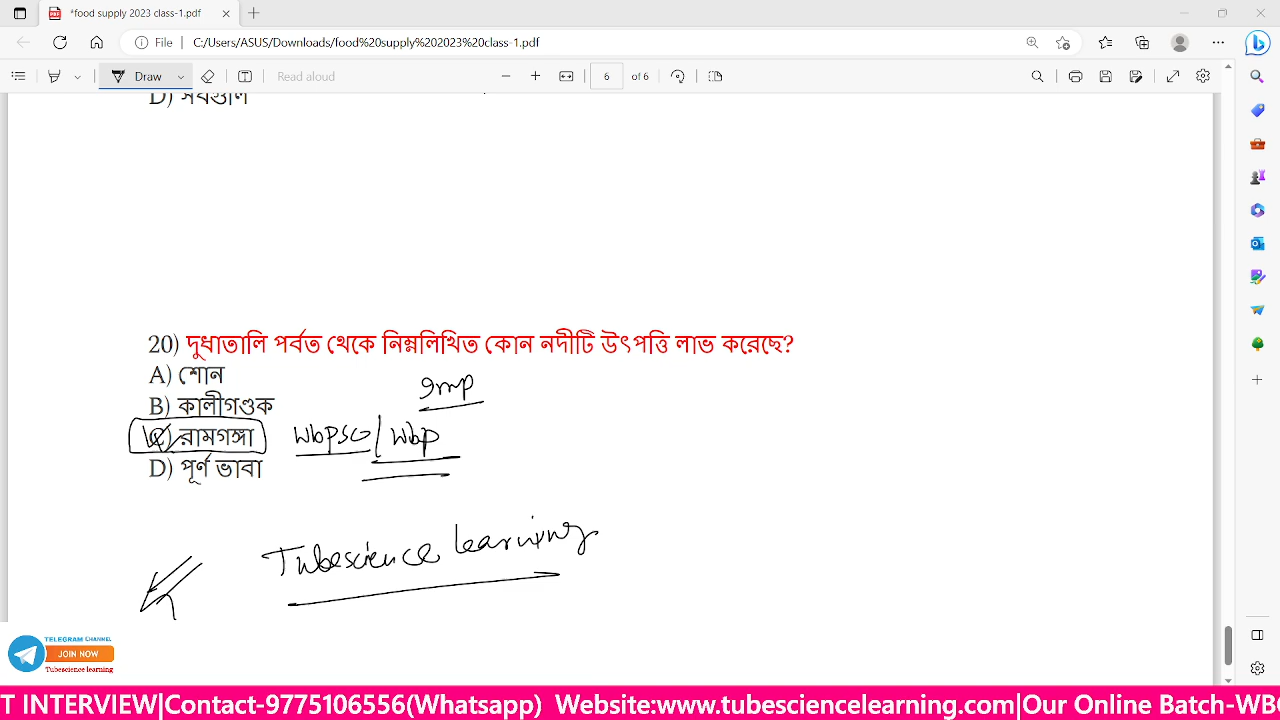 *food supply 2023 class-1.pdf
File C:/Users/ASUS/Downloads/food%20supply%202023%20class-1.pdf
Draw Read aloud 6 of 6
D) সবগুলি
20) দুধাতালি পর্বত থেকে নিম্নলিখিত কোন নদীটি উৎপত্তি লাভ করেছে?
A) শোন
Imp
B) কালীগণ্ডক
C) রামগঙ্গা wbpsc/wbp
D) পূর্ণ ভাবা
Tubescience learning
TELEGRAM CHANNEL
JOIN NOW
Tubescience learning
T INTERVIEW|Contact-9775106556(Whatsapp) Website:www.tubesciencelearning.com|Our Online Batch-WB